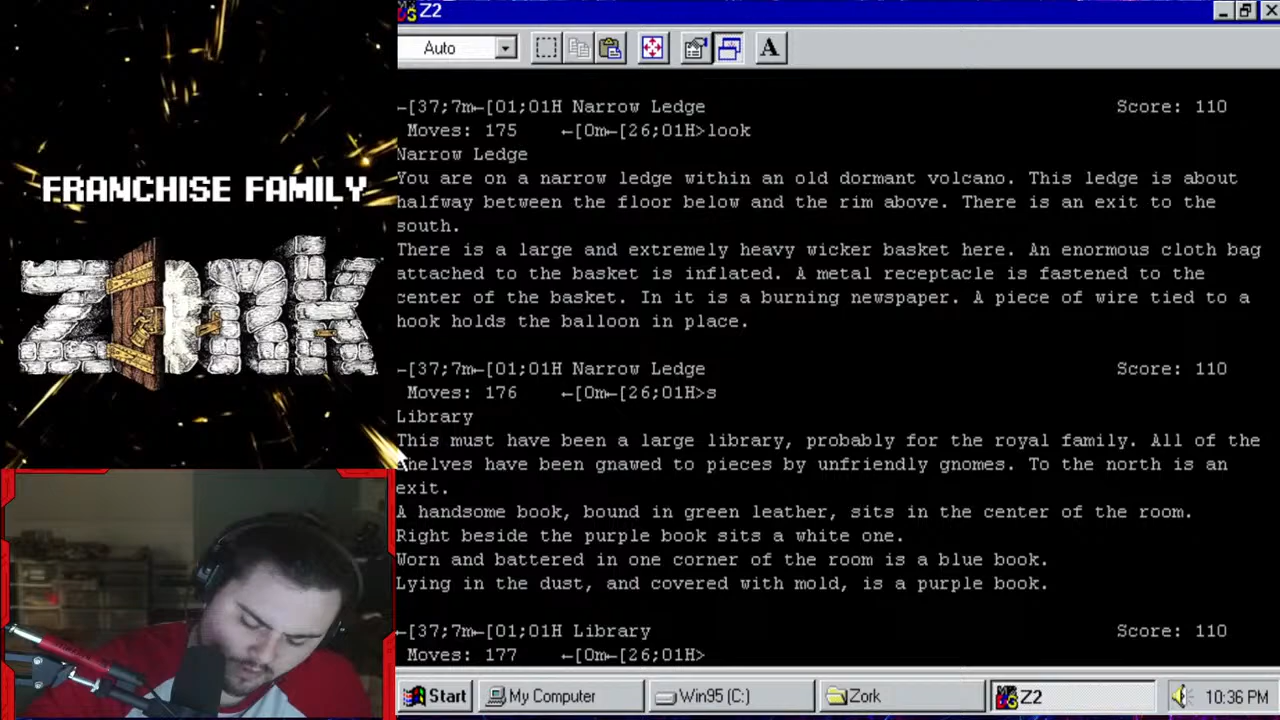 Z2
Auto
A
←[37;7m←[01;01H Narrow Ledge Score: 110
Moves: 175 ←[0m←[26;01H>look
Narrow Ledge
You are on a narrow ledge within an old dormant volcano. This ledge is about
halfway between the floor below and the rim above. There is an exit to the
south.
There is a large and extremely heavy wicker basket here. An enormous cloth bag
attached to the basket is inflated. A metal receptacle is fastened to the
center of the basket. In it is a burning newspaper. A piece of wire tied to a
hook holds the balloon in place.
←[37;7m←[01;01H Narrow Ledge Score: 110
Moves: 176 ←[0m←[26;01H>s
Library
This must have been a large library, probably for the royal family. All of the
shelves have been gnawed to pieces by unfriendly gnomes. To the north is an
exit.
A handsome book, bound in green leather, sits in the center of the room.
Right beside the purple book sits a white one.
Worn and battered in one corner of the room is a blue book.
Lying in the dust, and covered with mold, is a purple book.
←[37;7m←[01;01H Library Score: 110
Moves: 177 ←[0m←[26;01H>
Start My Computer Win95 (C:) Zork Z2 10:36 PM
FRANCHISE FAMILY
ZORK